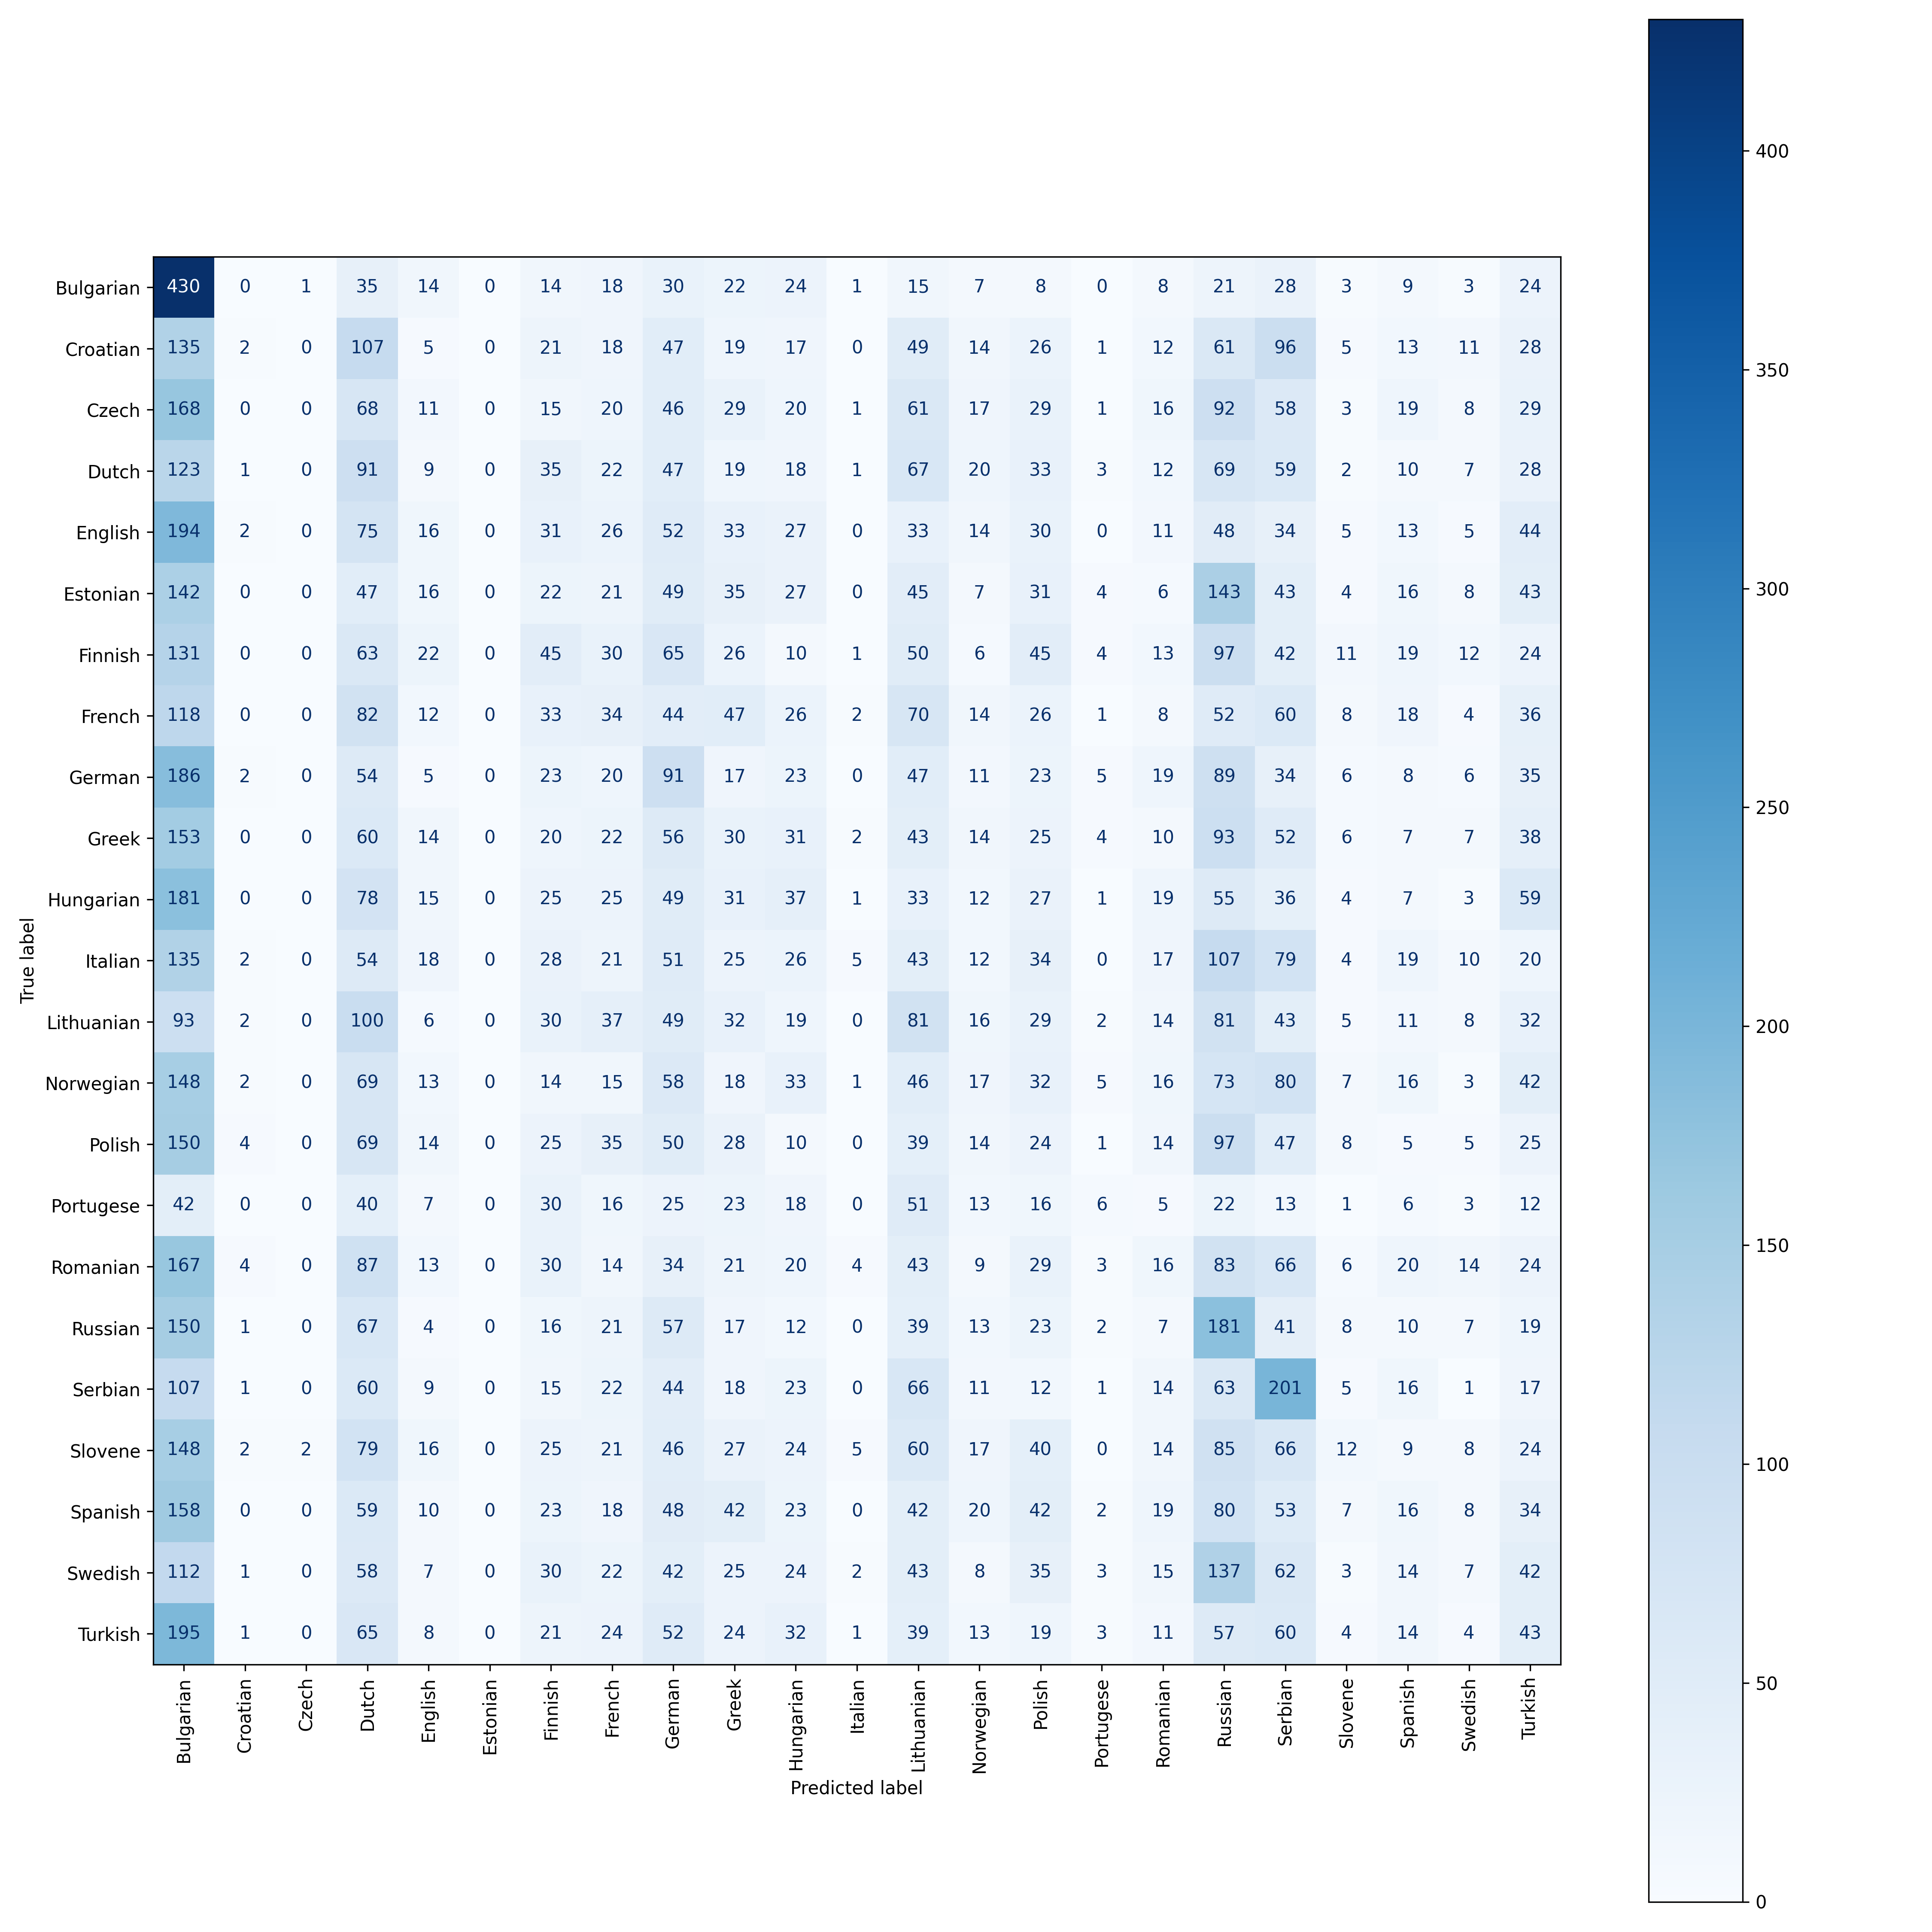 Bulgarian 430 0 1 35 14 0 14 18 30 22 24 1 15 7 8 0 8 21 28 3 9 3 24
Croatian 135 2 0 107 5 0 21 18 47 19 17 0 49 14 26 1 12 61 96 5 13 11 28
Czech 168 0 0 68 11 0 15 20 46 29 20 1 61 17 29 1 16 92 58 3 19 8 29
Dutch 123 1 0 91 9 0 35 22 47 19 18 1 67 20 33 3 12 69 59 2 10 7 28
English 194 2 0 75 16 0 31 26 52 33 27 0 33 14 30 0 11 48 34 5 13 5 44
Estonian 142 0 0 47 16 0 22 21 49 35 27 0 45 7 31 4 6 143 43 4 16 8 43
Finnish 131 0 0 63 22 0 45 30 65 26 10 1 50 6 45 4 13 97 42 11 19 12 24
French 118 0 0 82 12 0 33 34 44 47 26 2 70 14 26 1 8 52 60 8 18 4 36
German 186 2 0 54 5 0 23 20 91 17 23 0 47 11 23 5 19 89 34 6 8 6 35
Greek 153 0 0 60 14 0 20 22 56 30 31 2 43 14 25 4 10 93 52 6 7 7 38
Hungarian 181 0 0 78 15 0 25 25 49 31 37 1 33 12 27 1 19 55 36 4 7 3 59
Italian 135 2 0 54 18 0 28 21 51 25 26 5 43 12 34 0 17 107 79 4 19 10 20
Lithuanian 93 2 0 100 6 0 30 37 49 32 19 0 81 16 29 2 14 81 43 5 11 8 32
Norwegian 148 2 0 69 13 0 14 15 58 18 33 1 46 17 32 5 16 73 80 7 16 3 42
Polish 150 4 0 69 14 0 25 35 50 28 10 0 39 14 24 1 14 97 47 8 5 5 25
Portugese 42 0 0 40 7 0 30 16 25 23 18 0 51 13 16 6 5 22 13 1 6 3 12
Romanian 167 4 0 87 13 0 30 14 34 21 20 4 43 9 29 3 16 83 66 6 20 14 24
Russian 150 1 0 67 4 0 16 21 57 17 12 0 39 13 23 2 7 181 41 8 10 7 19
Serbian 107 1 0 60 9 0 15 22 44 18 23 0 66 11 12 1 14 63 201 5 16 1 17
Slovene 148 2 2 79 16 0 25 21 46 27 24 5 60 17 40 0 14 85 66 12 9 8 24
Spanish 158 0 0 59 10 0 23 18 48 42 23 0 42 20 42 2 19 80 53 7 16 8 34
Swedish 112 1 0 58 7 0 30 22 42 25 24 2 43 8 35 3 15 137 62 3 14 7 42
Turkish 195 1 0 65 8 0 21 24 52 24 32 1 39 13 19 3 11 57 60 4 14 4 43
True label
Bulgarian Croatian Czech Dutch English Estonian Finnish French German Greek Hungarian Italian Lithuanian Norwegian Polish Portugese Romanian Russian Serbian Slovene Spanish Swedish Turkish
Predicted label
400
350
300
250
200
150
100
50
0